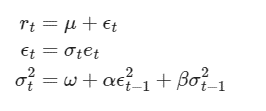 r_t = μ + ϵ_t
ϵ_t = σ_t e_t
σ_t^2 = ω + αϵ_{t−1}^2 + βσ_{t−1}^2